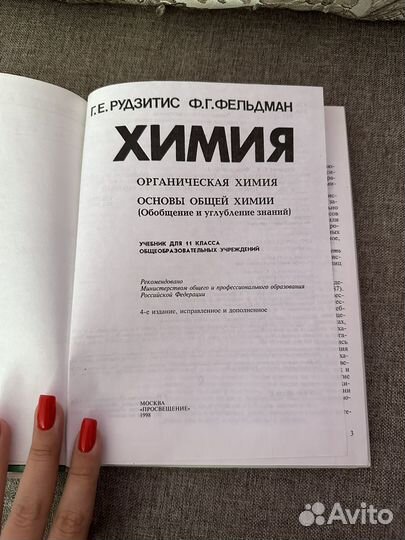 Г.Е. РУДЗИТИС Ф.Г. ФЕЛЬДМАН
ХИМИЯ
ОРГАНИЧЕСКАЯ ХИМИЯ
ОСНОВЫ ОБЩЕЙ ХИМИИ
(Обобщение и углубление знаний)
УЧЕБНИК ДЛЯ 11 КЛАССА
ОБЩЕОБРАЗОВАТЕЛЬНЫХ УЧРЕЖДЕНИЙ
Рекомендовано
Министерством общего и профессионального образования
Российской Федерации
4-е издание, исправленное и дополненное
МОСКВА
«ПРОСВЕЩЕНИЕ»
1998
3
Avito